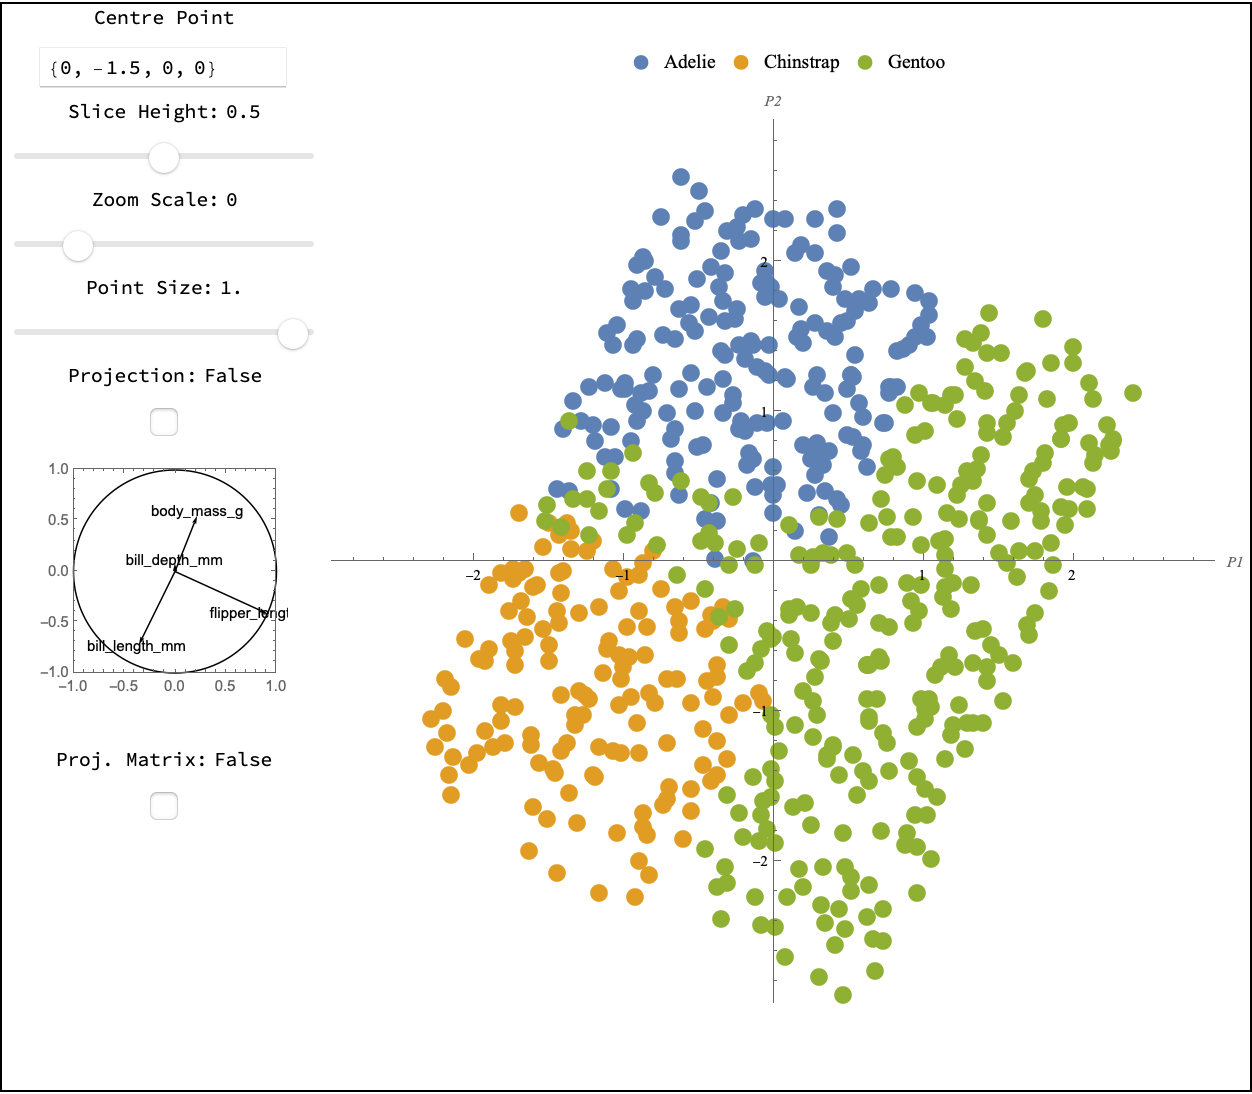 Centre Point
{0, -1.5, 0, 0}
Slice Height: 0.5
Zoom Scale: 0
Point Size: 1.
Projection: False
1.0
0.5
0.0
-0.5
-1.0
-1.0 -0.5 0.0 0.5 1.0
body_mass_g
bill_depth_mm
flipper_lengt
bill_length_mm
Proj. Matrix: False
Adelie Chinstrap Gentoo
P2
2
1
-2 -1 1 2 P1
-1
-2